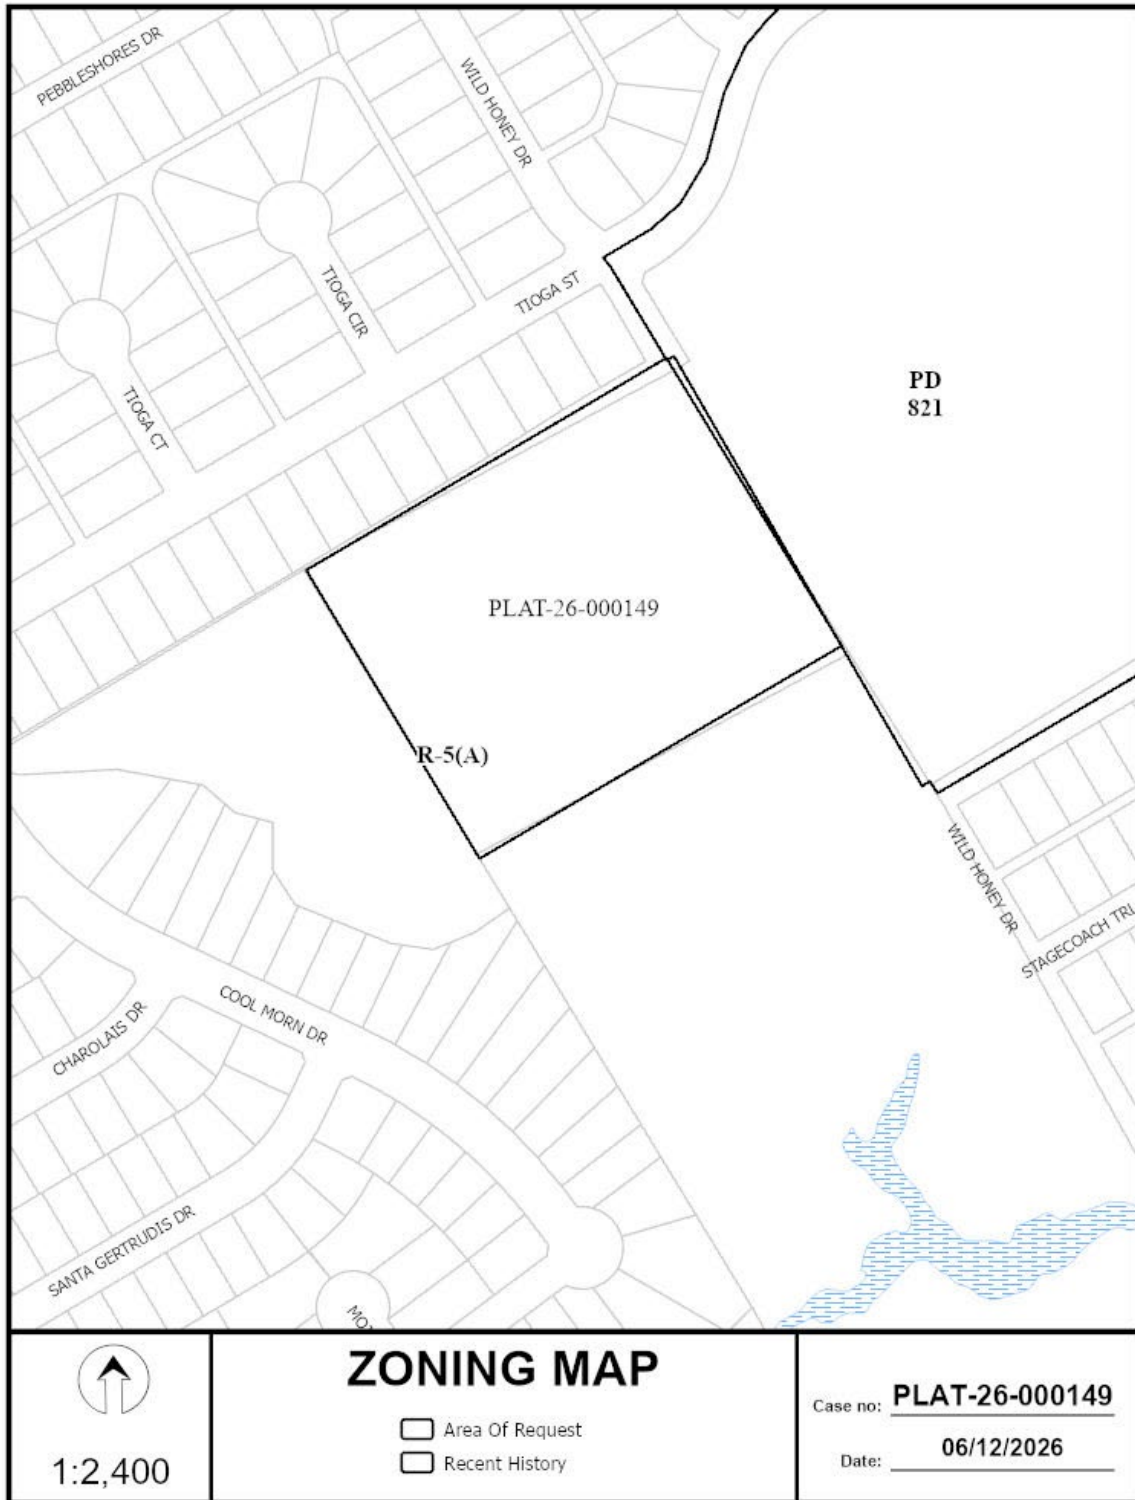 PEBBLESHORES DR
WILD HONEY DR
TIOGA CIR
TIOGA ST
TIOGA CT
PD
821
PLAT-26-000149
R-5(A)
WILD HONEY DR
STAGECOACH TRL
COOL MORN DR
CHAROLAIS DR
SANTA GERTRUDIS DR
1:2,400
ZONING MAP
Area Of Request
Recent History
Case no: PLAT-26-000149
Date: 06/12/2026